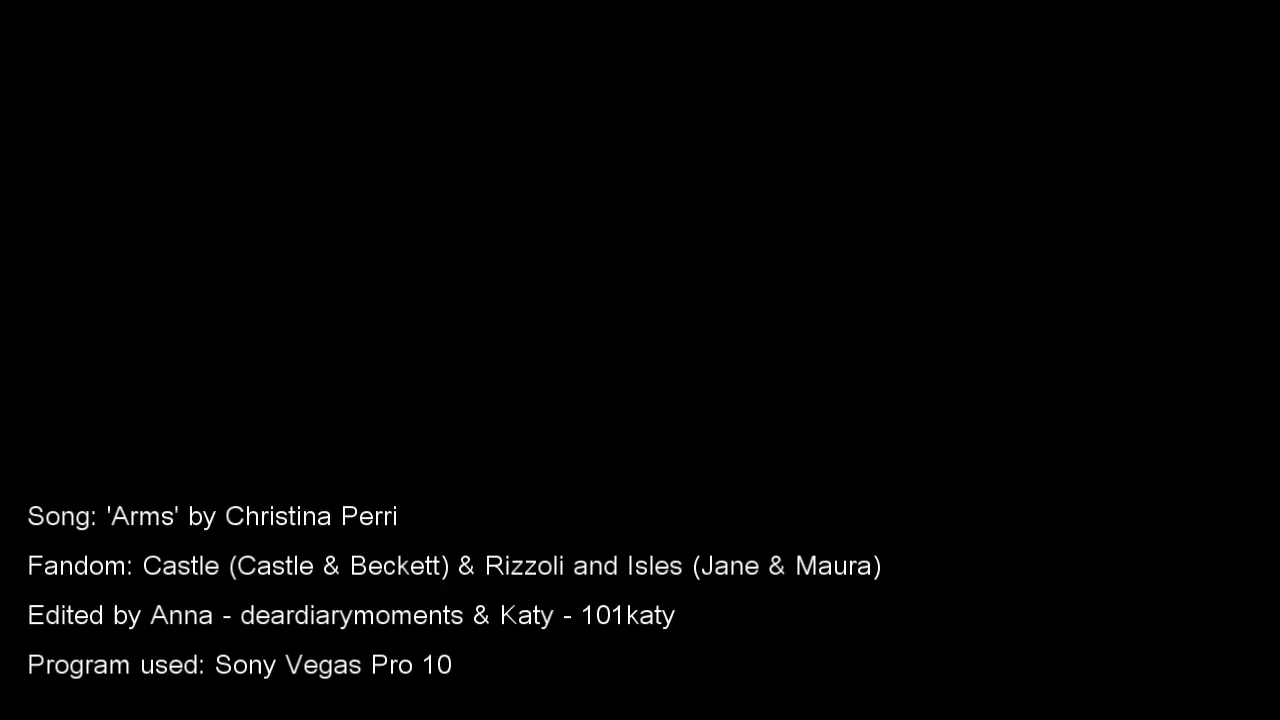 Song: 'Arms' by Christina Perri
Fandom: Castle (Castle & Beckett) & Rizzoli and Isles (Jane & Maura)
Edited by Anna - deardiarymoments & Katy - 101katy
Program used: Sony Vegas Pro 10